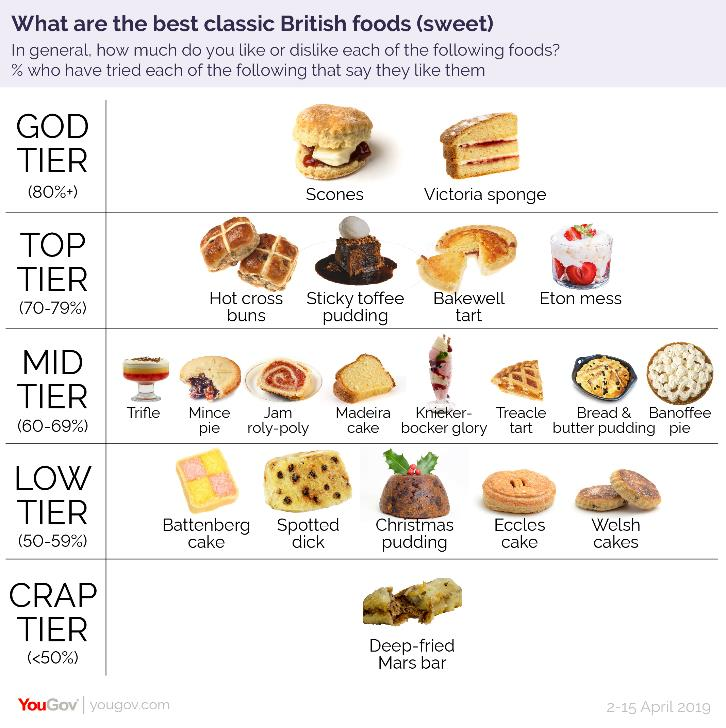 What are the best classic British foods (sweet)
In general, how much do you like or dislike each of the following foods?
% who have tried each of the following that say they like them
GOD
TIER
(80%+)
Scones
Victoria sponge
TOP
TIER
(70-79%)
Hot cross
buns
Sticky toffee
pudding
Bakewell
tart
Eton mess
MID
TIER
(60-69%)
Trifle
Mince
pie
Jam
roly-poly
Madeira
cake
Knicker-
bocker glory
Treacle
tart
Bread &
butter pudding
Banoffee
pie
LOW
TIER
(50-59%)
Battenberg
cake
Spotted
dick
Christmas
pudding
Eccles
cake
Welsh
cakes
CRAP
TIER
(<50%)
Deep-fried
Mars bar
YouGov | yougov.com
2-15 April 2019